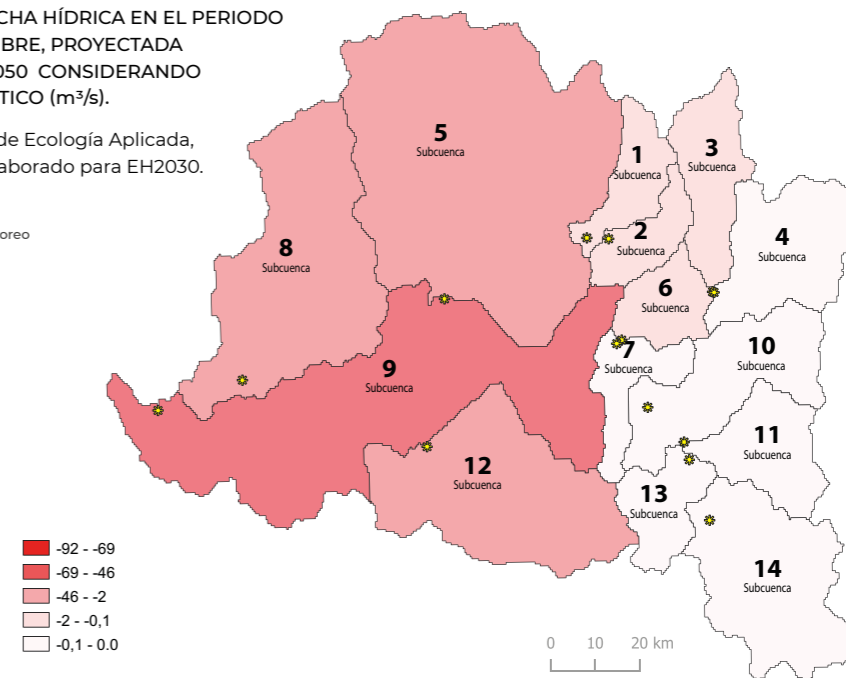 CHA HÍDRICA EN EL PERIODO
BRE, PROYECTADA
050 CONSIDERANDO
TICO (m³/s).
de Ecología Aplicada,
aborado para EH2030.
oreo
5
Subcuenca
1
Subcuenca
3
Subcuenca
2
Subcuenca
4
Subcuenca
8
Subcuenca
6
Subcuenca
7
Subcuenca
10
Subcuenca
9
Subcuenca
11
Subcuenca
12
Subcuenca
13
Subcuenca
14
Subcuenca
-92 - -69
-69 - -46
-46 - -2
-2 - -0,1
-0,1 - 0.0
0 10 20 km